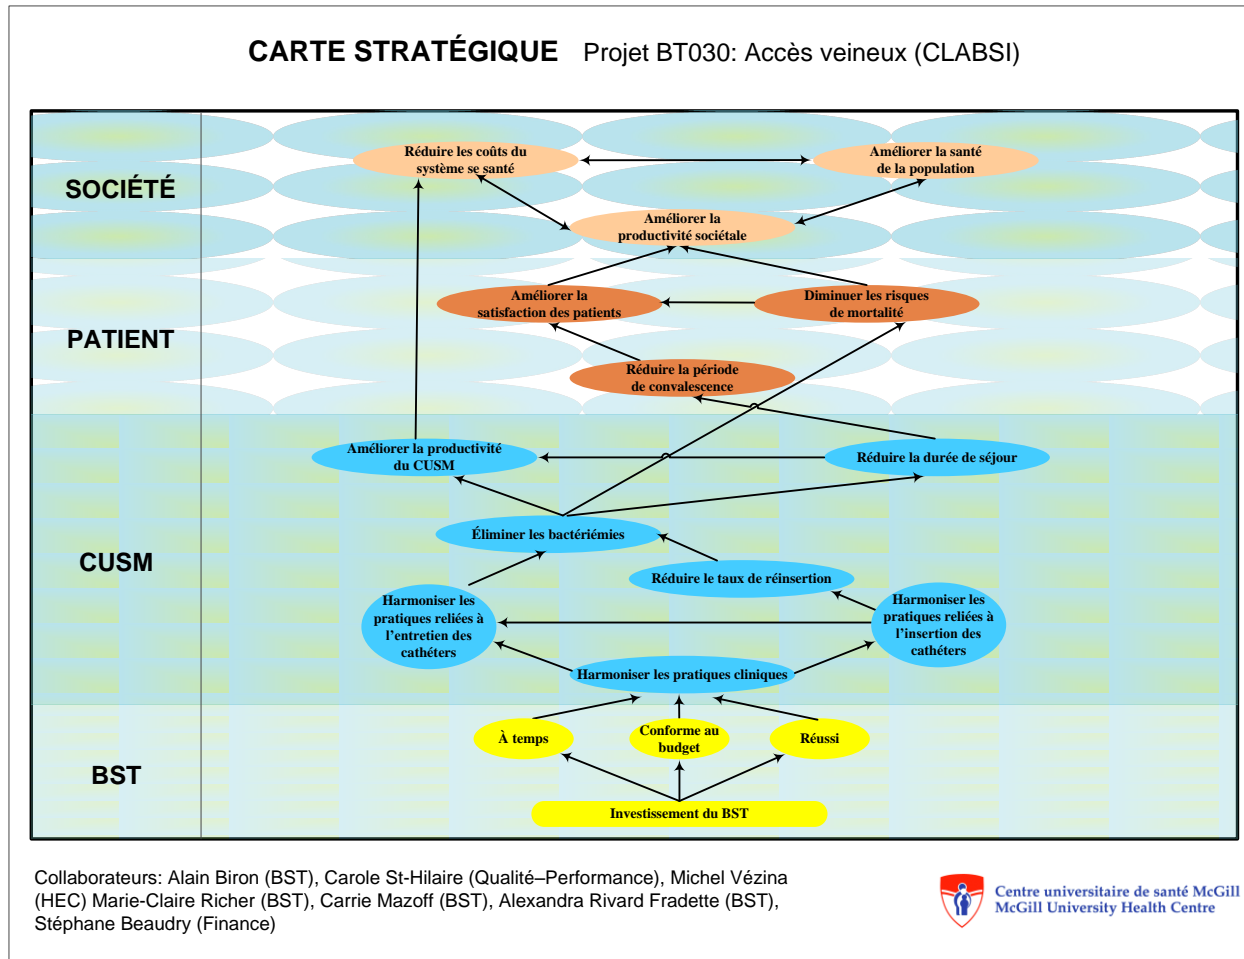 CARTE STRATÉGIQUE Projet BT030: Accès veineux (CLABSI)
SOCIÉTÉ
Réduire les coûts du
système se santé
Améliorer la santé
de la population
Améliorer la
productivité sociétale
PATIENT
Améliorer la
satisfaction des patients
Diminuer les risques
de mortalité
Réduire la période
de convalescence
CUSM
Améliorer la productivité
du CUSM
Réduire la durée de séjour
Éliminer les bactériémies
Réduire le taux de réinsertion
Harmoniser les
pratiques reliées à
l’entretien des
cathéters
Harmoniser les
pratiques reliées à
l’insertion des
cathéters
Harmoniser les pratiques cliniques
BST
À temps
Conforme au
budget
Réussi
Investissement du BST
Collaborateurs: Alain Biron (BST), Carole St-Hilaire (Qualité–Performance), Michel Vézina
(HEC) Marie-Claire Richer (BST), Carrie Mazoff (BST), Alexandra Rivard Fradette (BST),
Stéphane Beaudry (Finance)
Centre universitaire de santé McGill
McGill University Health Centre